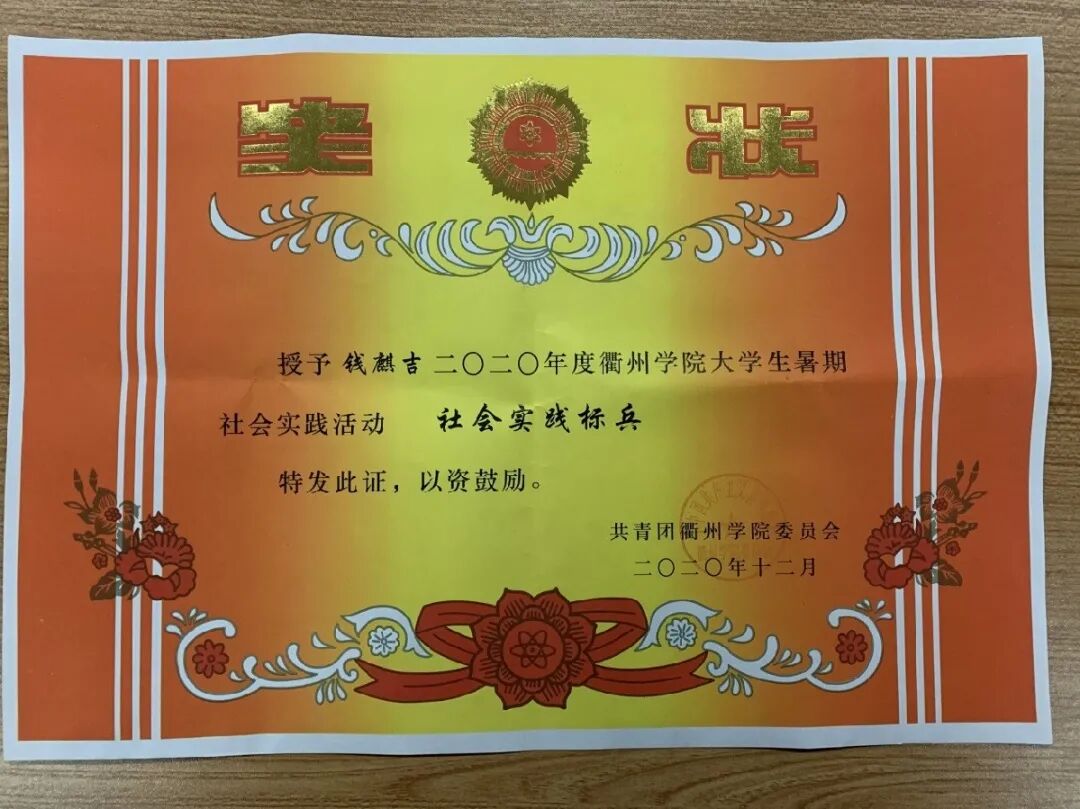 奖状
授予 钱麒吉 二〇二〇年度衢州学院大学生暑期
社会实践活动 社会实践标兵
特发此证，以资鼓励。
共青团衢州学院委员会
二〇二〇年十二月